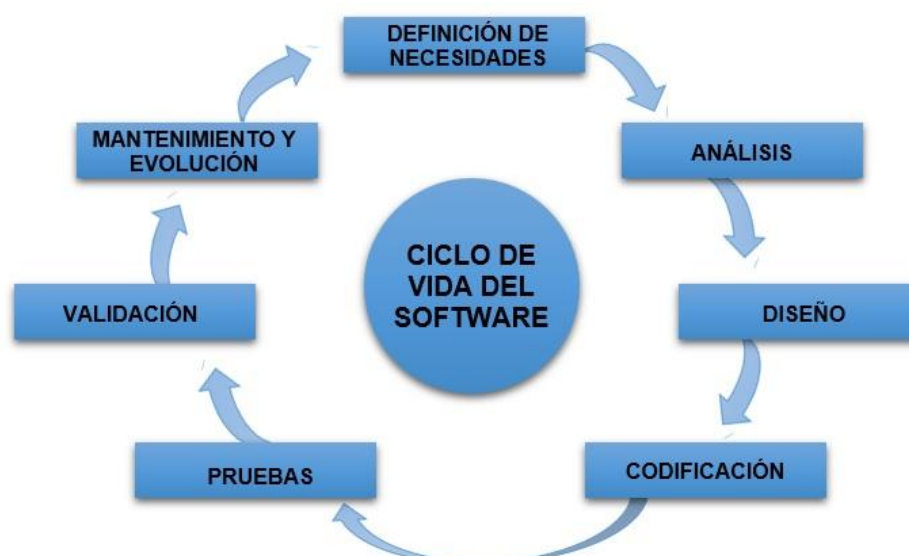 DEFINICIÓN DE
NECESIDADES
ANÁLISIS
DISEÑO
CODIFICACIÓN
PRUEBAS
VALIDACIÓN
MANTENIMIENTO Y
EVOLUCIÓN
CICLO DE
VIDA DEL
SOFTWARE